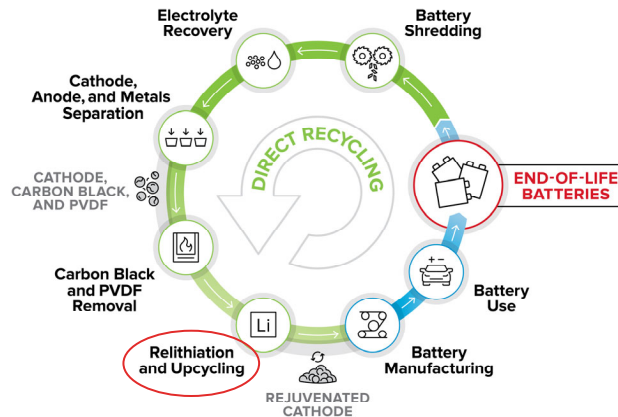 Electrolyte
Recovery
Battery
Shredding
Cathode,
Anode, and Metals
Separation
DIRECT RECYCLING
END-OF-LIFE
BATTERIES
CATHODE,
CARBON BLACK,
AND PVDF
Carbon Black
and PVDF
Removal
+ -
Battery
Use
Li
Relithiation
and Upcycling
Battery
Manufacturing
REJUVENATED
CATHODE